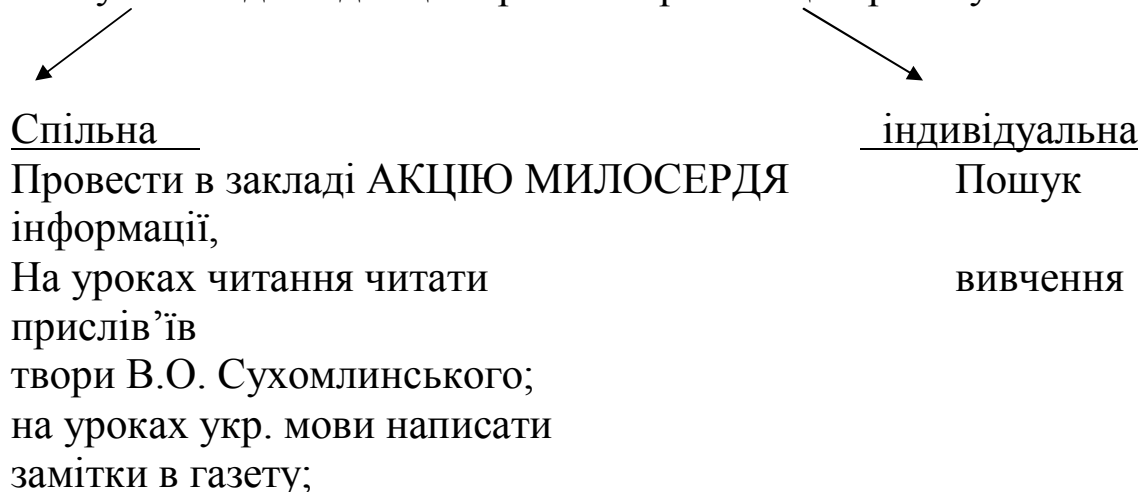 Спільна індивідуальна
Провести в закладі АКЦІЮ МИЛОСЕРДЯ Пошук
інформації,
На уроках читання читати вивчення
прислів’їв
твори В.О. Сухомлинського;
на уроках укр. мови написати
замітки в газету;